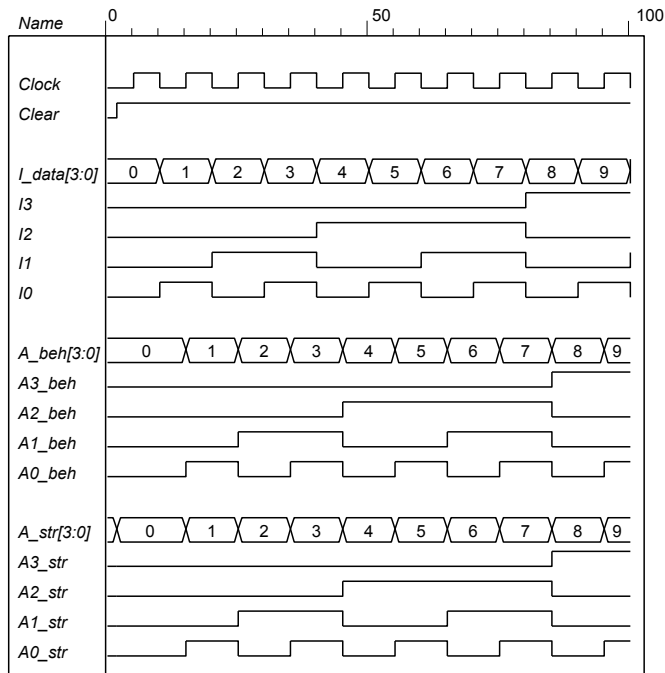 Name 0 50 100
Clock
Clear
I_data[3:0] 0 1 2 3 4 5 6 7 8 9
I3
I2
I1
I0
A_beh[3:0] 0 1 2 3 4 5 6 7 8 9
A3_beh
A2_beh
A1_beh
A0_beh
A_str[3:0] 0 1 2 3 4 5 6 7 8 9
A3_str
A2_str
A1_str
A0_str